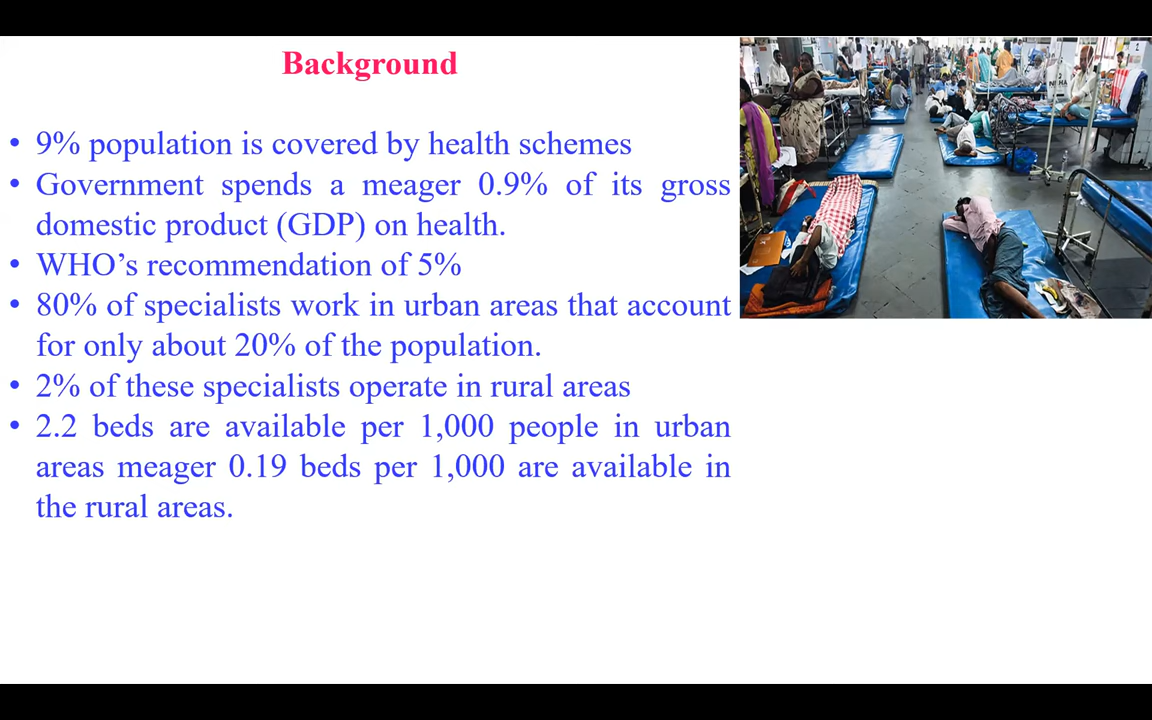 Background
• 9% population is covered by health schemes
• Government spends a meager 0.9% of its gross
domestic product (GDP) on health.
• WHO’s recommendation of 5%
• 80% of specialists work in urban areas that account
for only about 20% of the population.
• 2% of these specialists operate in rural areas
• 2.2 beds are available per 1,000 people in urban
areas meager 0.19 beds per 1,000 are available in
the rural areas.